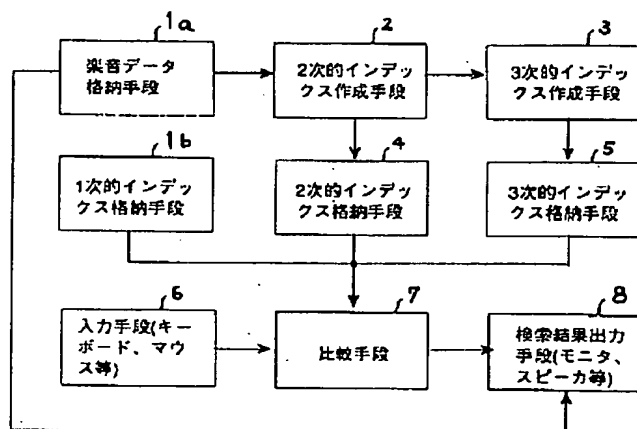 1a
楽音データ
格納手段
2
2次的インデッ
クス作成手段
3
3次的インデッ
クス作成手段
1b
1次的インデッ
クス格納手段
4
2次的インデッ
クス格納手段
5
3次的インデッ
クス格納手段
6
入力手段(キー
ボード、マウ
ス等)
7
比較手段
8
検索結果出力
手段(モニタ、
スピーカ等)